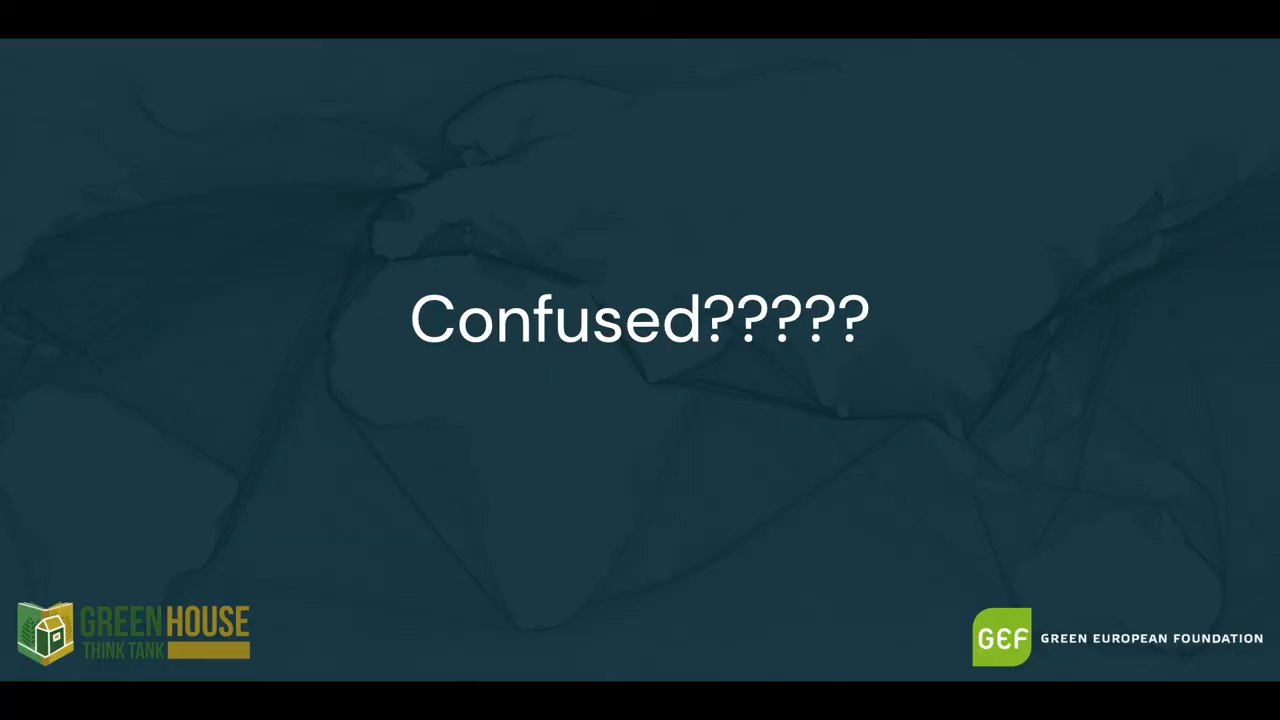 Confused?????
GREEN HOUSE
THINK TANK
GEF GREEN EUROPEAN FOUNDATION